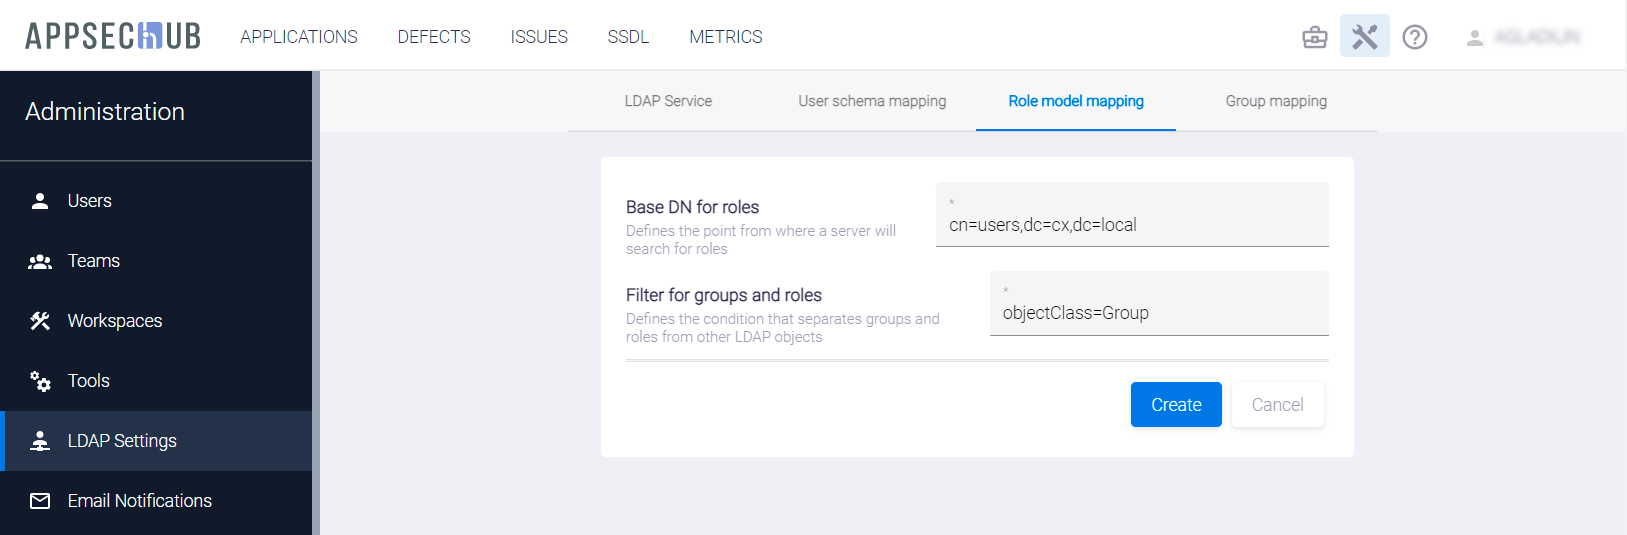 APPSECHUB APPLICATIONS DEFECTS ISSUES SSDL METRICS
Administration
Users
Teams
Workspaces
Tools
LDAP Settings
Email Notifications
LDAP Service User schema mapping Role model mapping Group mapping
Base DN for roles
Defines the point from where a server will
search for roles
*
cn=users,dc=cx,dc=local
Filter for groups and roles
Defines the condition that separates groups and
roles from other LDAP objects
*
objectClass=Group
Create Cancel